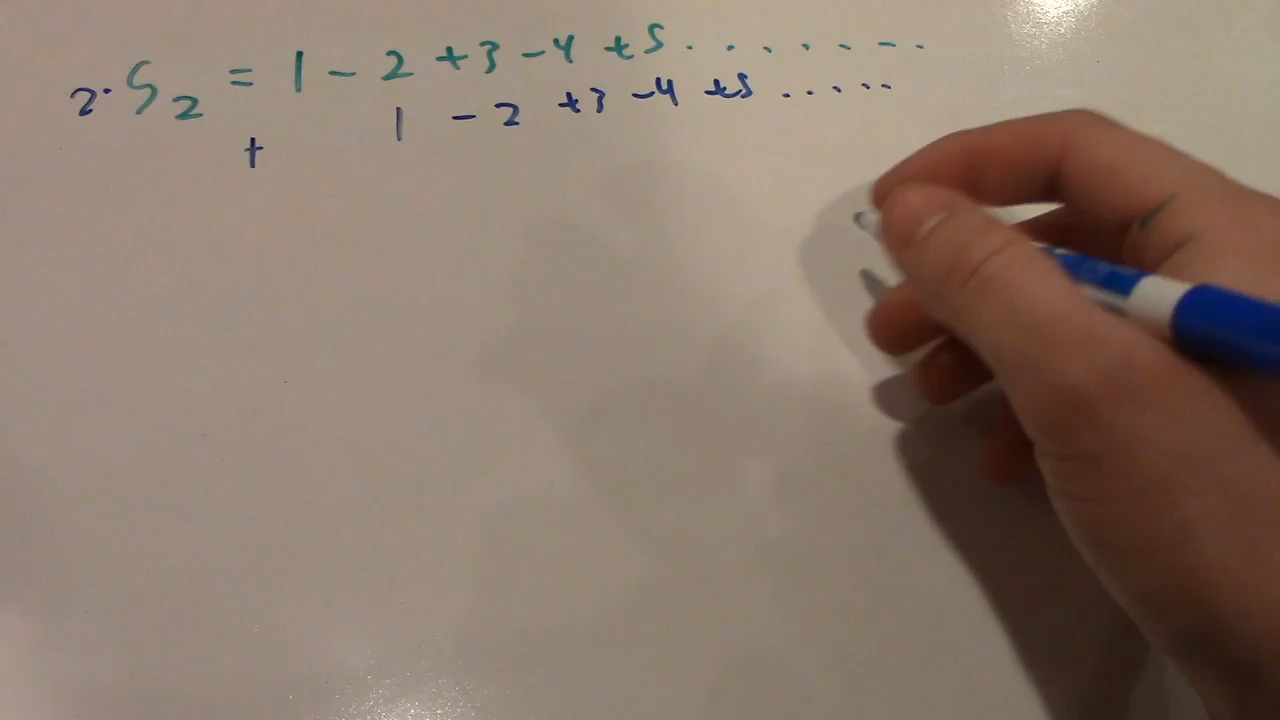 2·S₂ = 1 - 2 +3 -4 +5 ........
+ 1 - 2 +3 -4 +5 ......